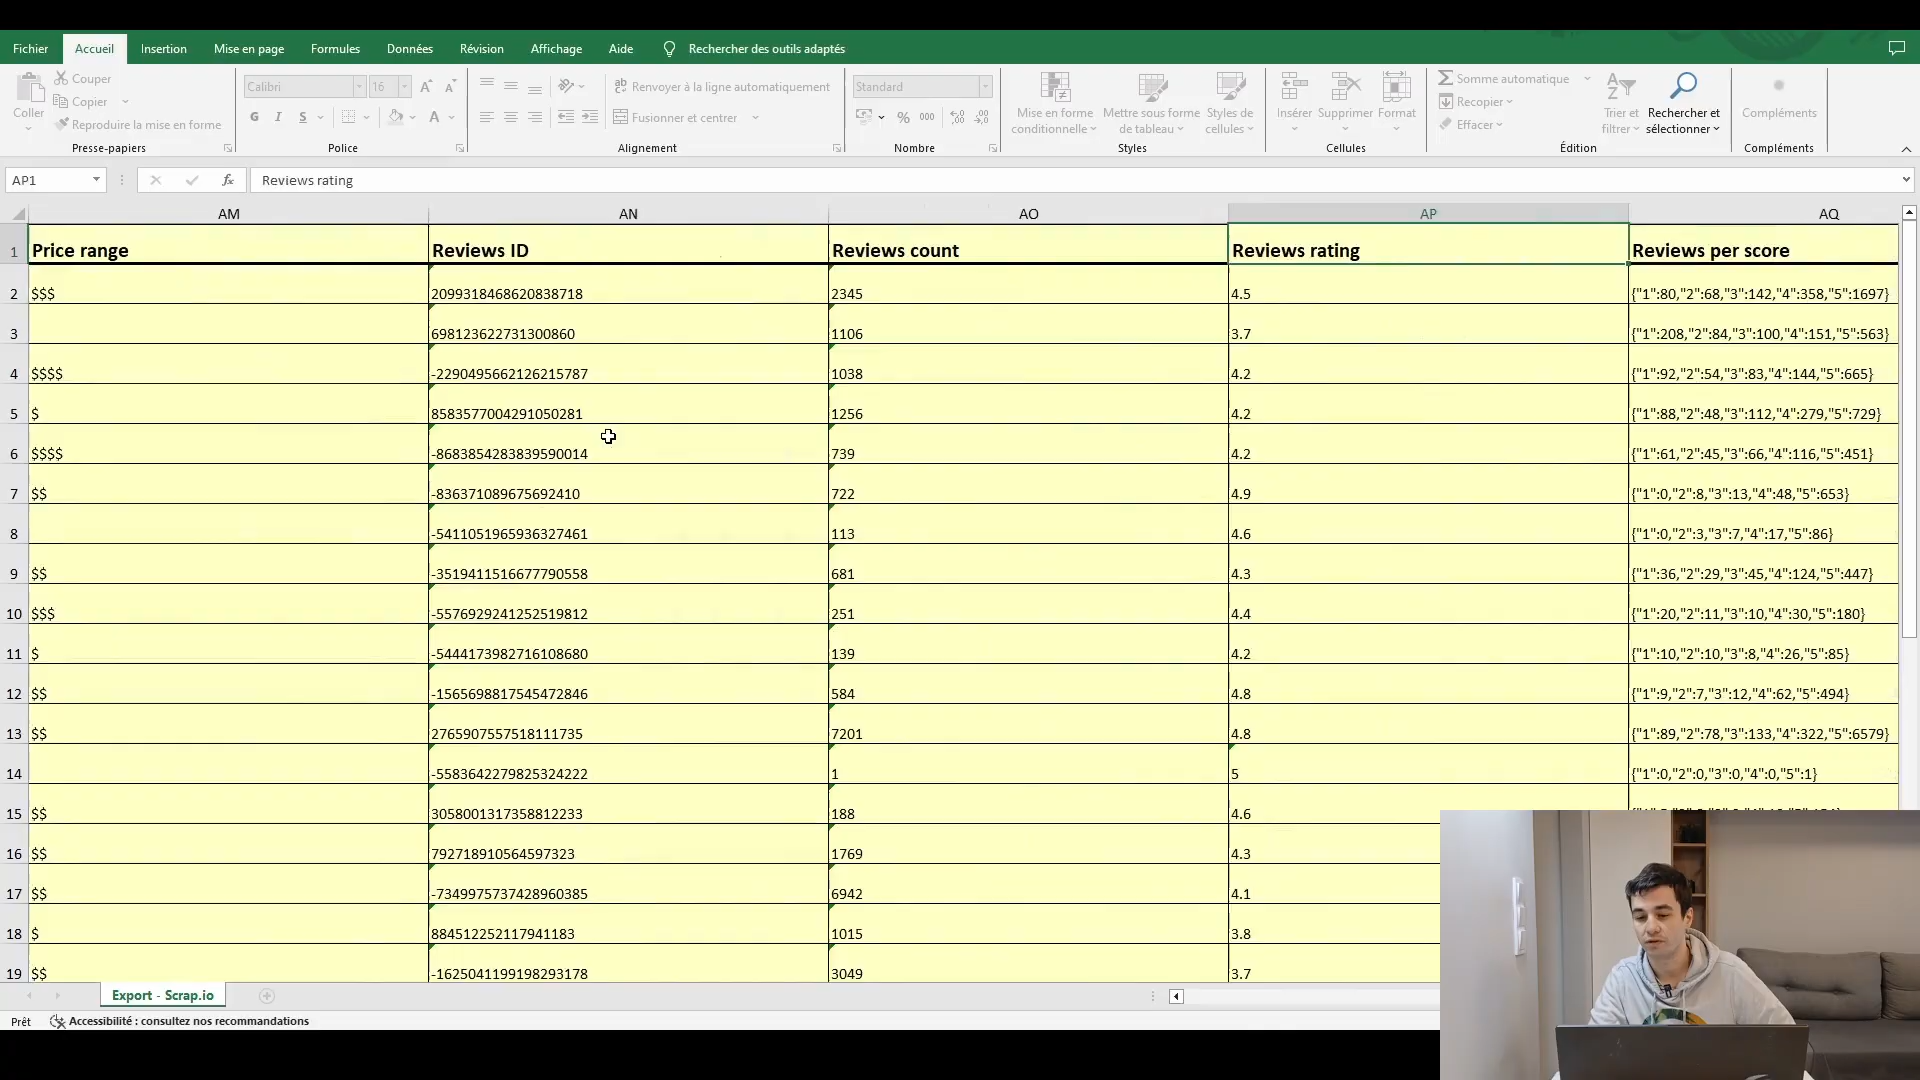 Fichier Accueil Insertion Mise en page Formules Données Révision Affichage Aide Rechercher des outils adaptés
Coller Couper Copier Reproduire la mise en forme
Calibri 16 G I S A
Renvoyer à la ligne automatiquement
Fusionner et centrer
Standard % 000
Mise en forme conditionnelle Mettre sous forme de tableau Styles de cellules
Insérer Supprimer Format
Somme automatique Recopier Effacer
Trier et filtrer Rechercher et sélectionner
Compléments
Presse-papiers Police Alignement Nombre Styles Cellules Édition Compléments
AP1 fx Reviews rating
AM AN AO AP AQ
1 Price range Reviews ID Reviews count Reviews rating Reviews per score
2 $$$ 2099318468620838718 2345 4.5 {"1":80,"2":68,"3":142,"4":358,"5":1697}
3 698123622731300860 1106 3.7 {"1":208,"2":84,"3":100,"4":151,"5":563}
4 $$$$ -2290495662126215787 1038 4.2 {"1":92,"2":54,"3":83,"4":144,"5":665}
5 $ 8583577004291050281 1256 4.2 {"1":88,"2":48,"3":112,"4":279,"5":729}
6 $$$$ -8683854283839590014 739 4.2 {"1":61,"2":45,"3":66,"4":116,"5":451}
7 $$ -836371089675692410 722 4.9 {"1":0,"2":8,"3":13,"4":48,"5":653}
8 -5411051965936327461 113 4.6 {"1":0,"2":3,"3":7,"4":17,"5":86}
9 $$ -3519411516677790558 681 4.3 {"1":36,"2":29,"3":45,"4":124,"5":447}
10 $$$ -5576929241252519812 251 4.4 {"1":20,"2":11,"3":10,"4":30,"5":180}
11 $ -5444173982716108680 139 4.2 {"1":10,"2":10,"3":8,"4":26,"5":85}
12 $$ -1565698817545472846 584 4.8 {"1":9,"2":7,"3":12,"4":62,"5":494}
13 $$ 2765907557518111735 7201 4.8 {"1":89,"2":78,"3":133,"4":322,"5":6579}
14 -5583642279825324222 1 5 {"1":0,"2":0,"3":0,"4":0,"5":1}
15 $$ 3058001317358812233 188 4.6
16 $$ 792718910564597323 1769 4.3
17 $$ -7349975737428960385 6942 4.1
18 $ 884512252117941183 1015 3.8
19 $$ -1625041199198293178 3049 3.7
Export - Scrap.io
Prêt Accessibilité : consultez nos recommandations